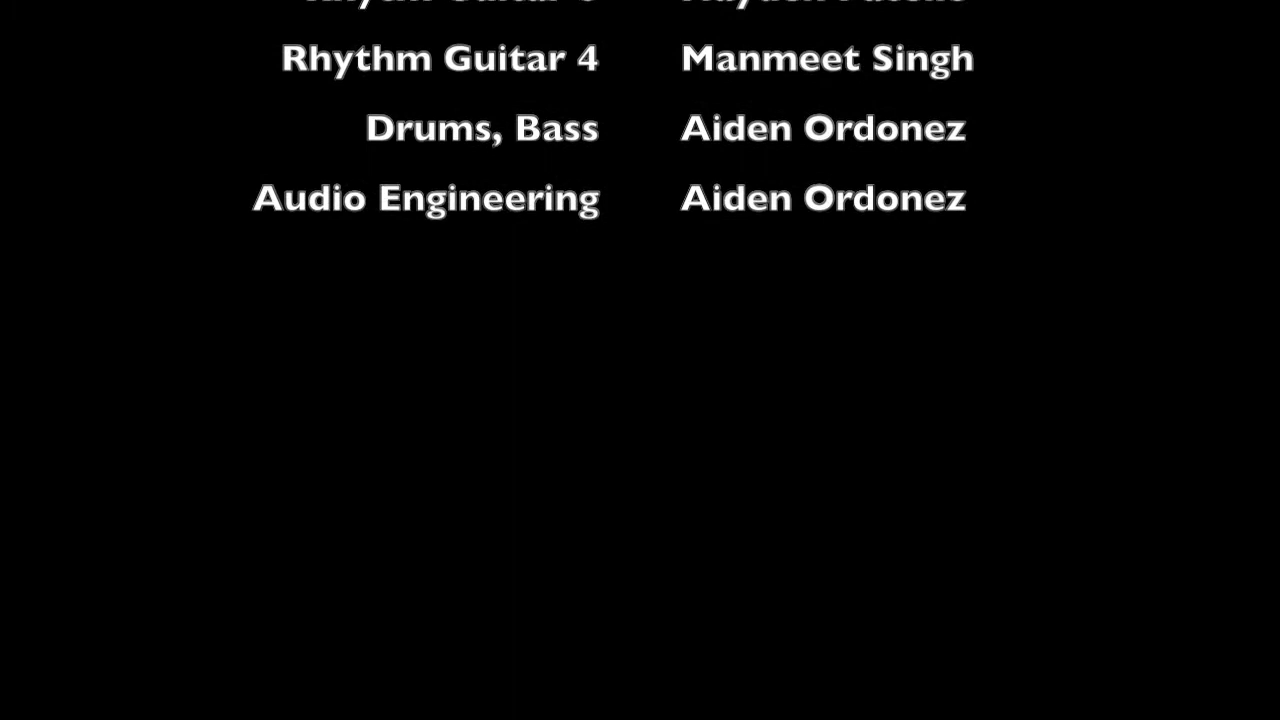 Rhythm Guitar 4 Manmeet Singh
Drums, Bass Aiden Ordonez
Audio Engineering Aiden Ordonez